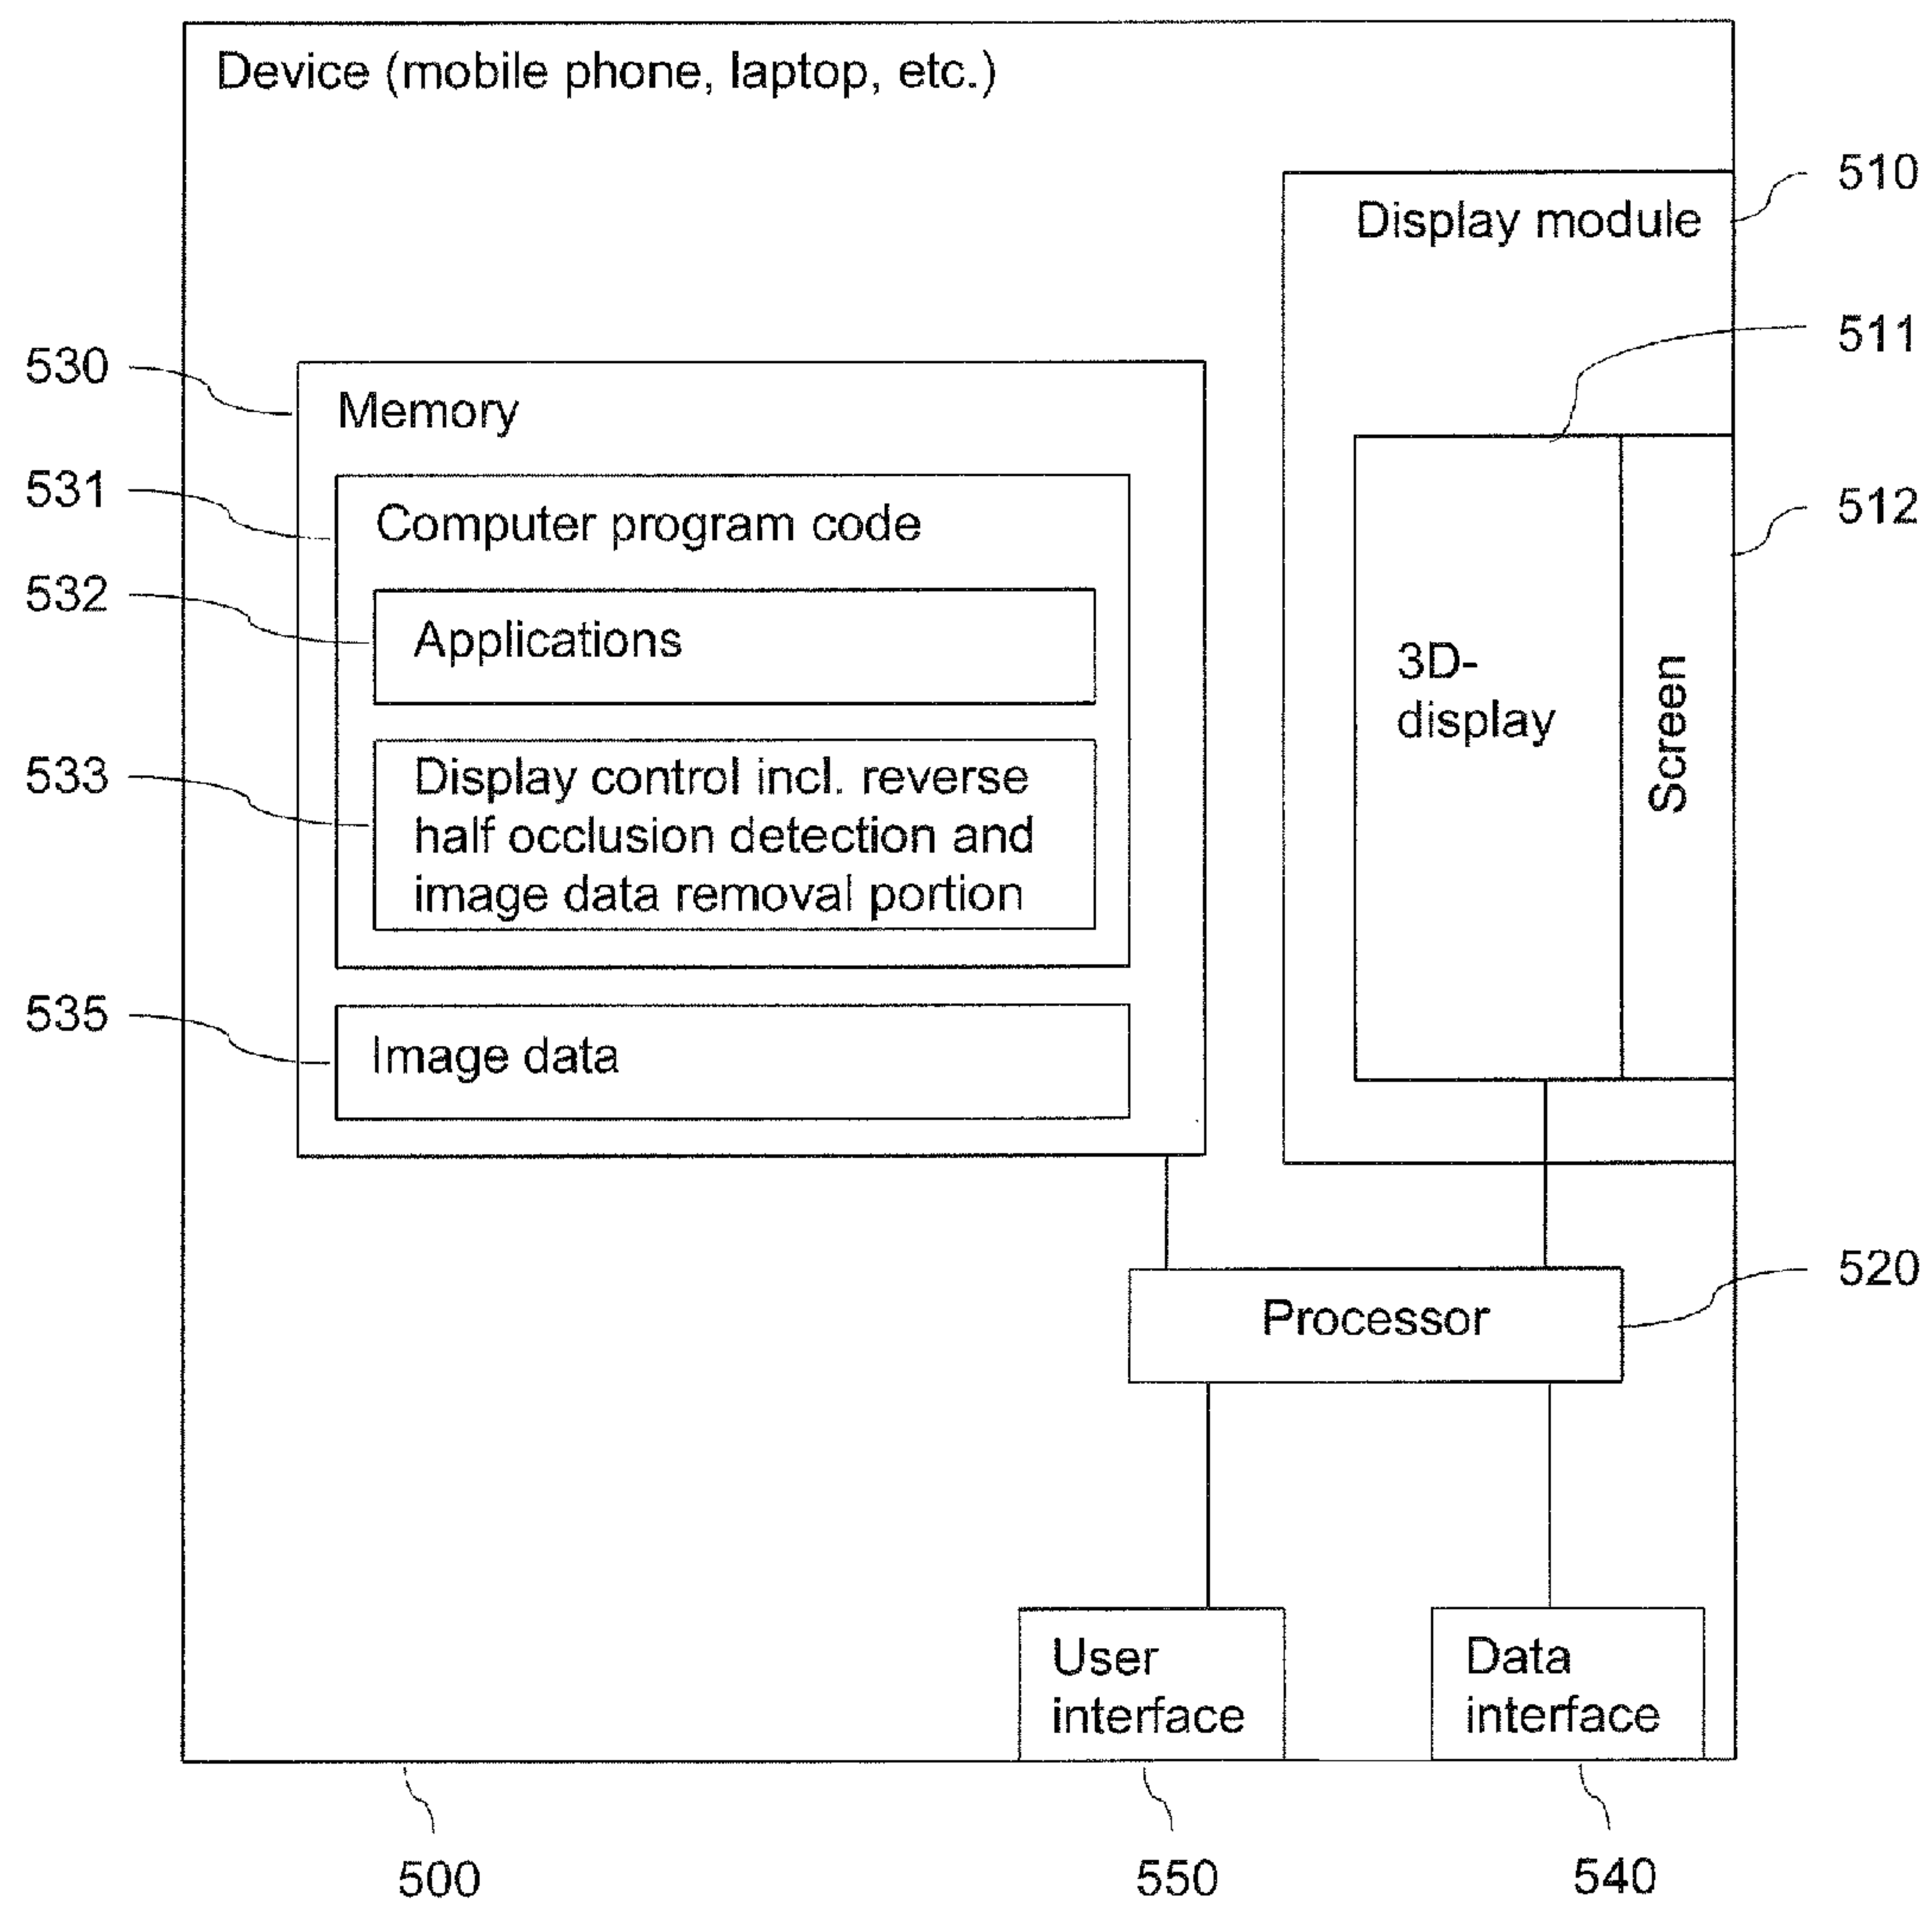 Device (mobile phone, laptop, etc.)
510
Display module
511
530
Memory
531
Computer program code
512
532
Applications
3D-
display
Screen
533
Display control incl. reverse
half occlusion detection and
image data removal portion
535
Image data
520
Processor
User
interface
Data
interface
500
550
540